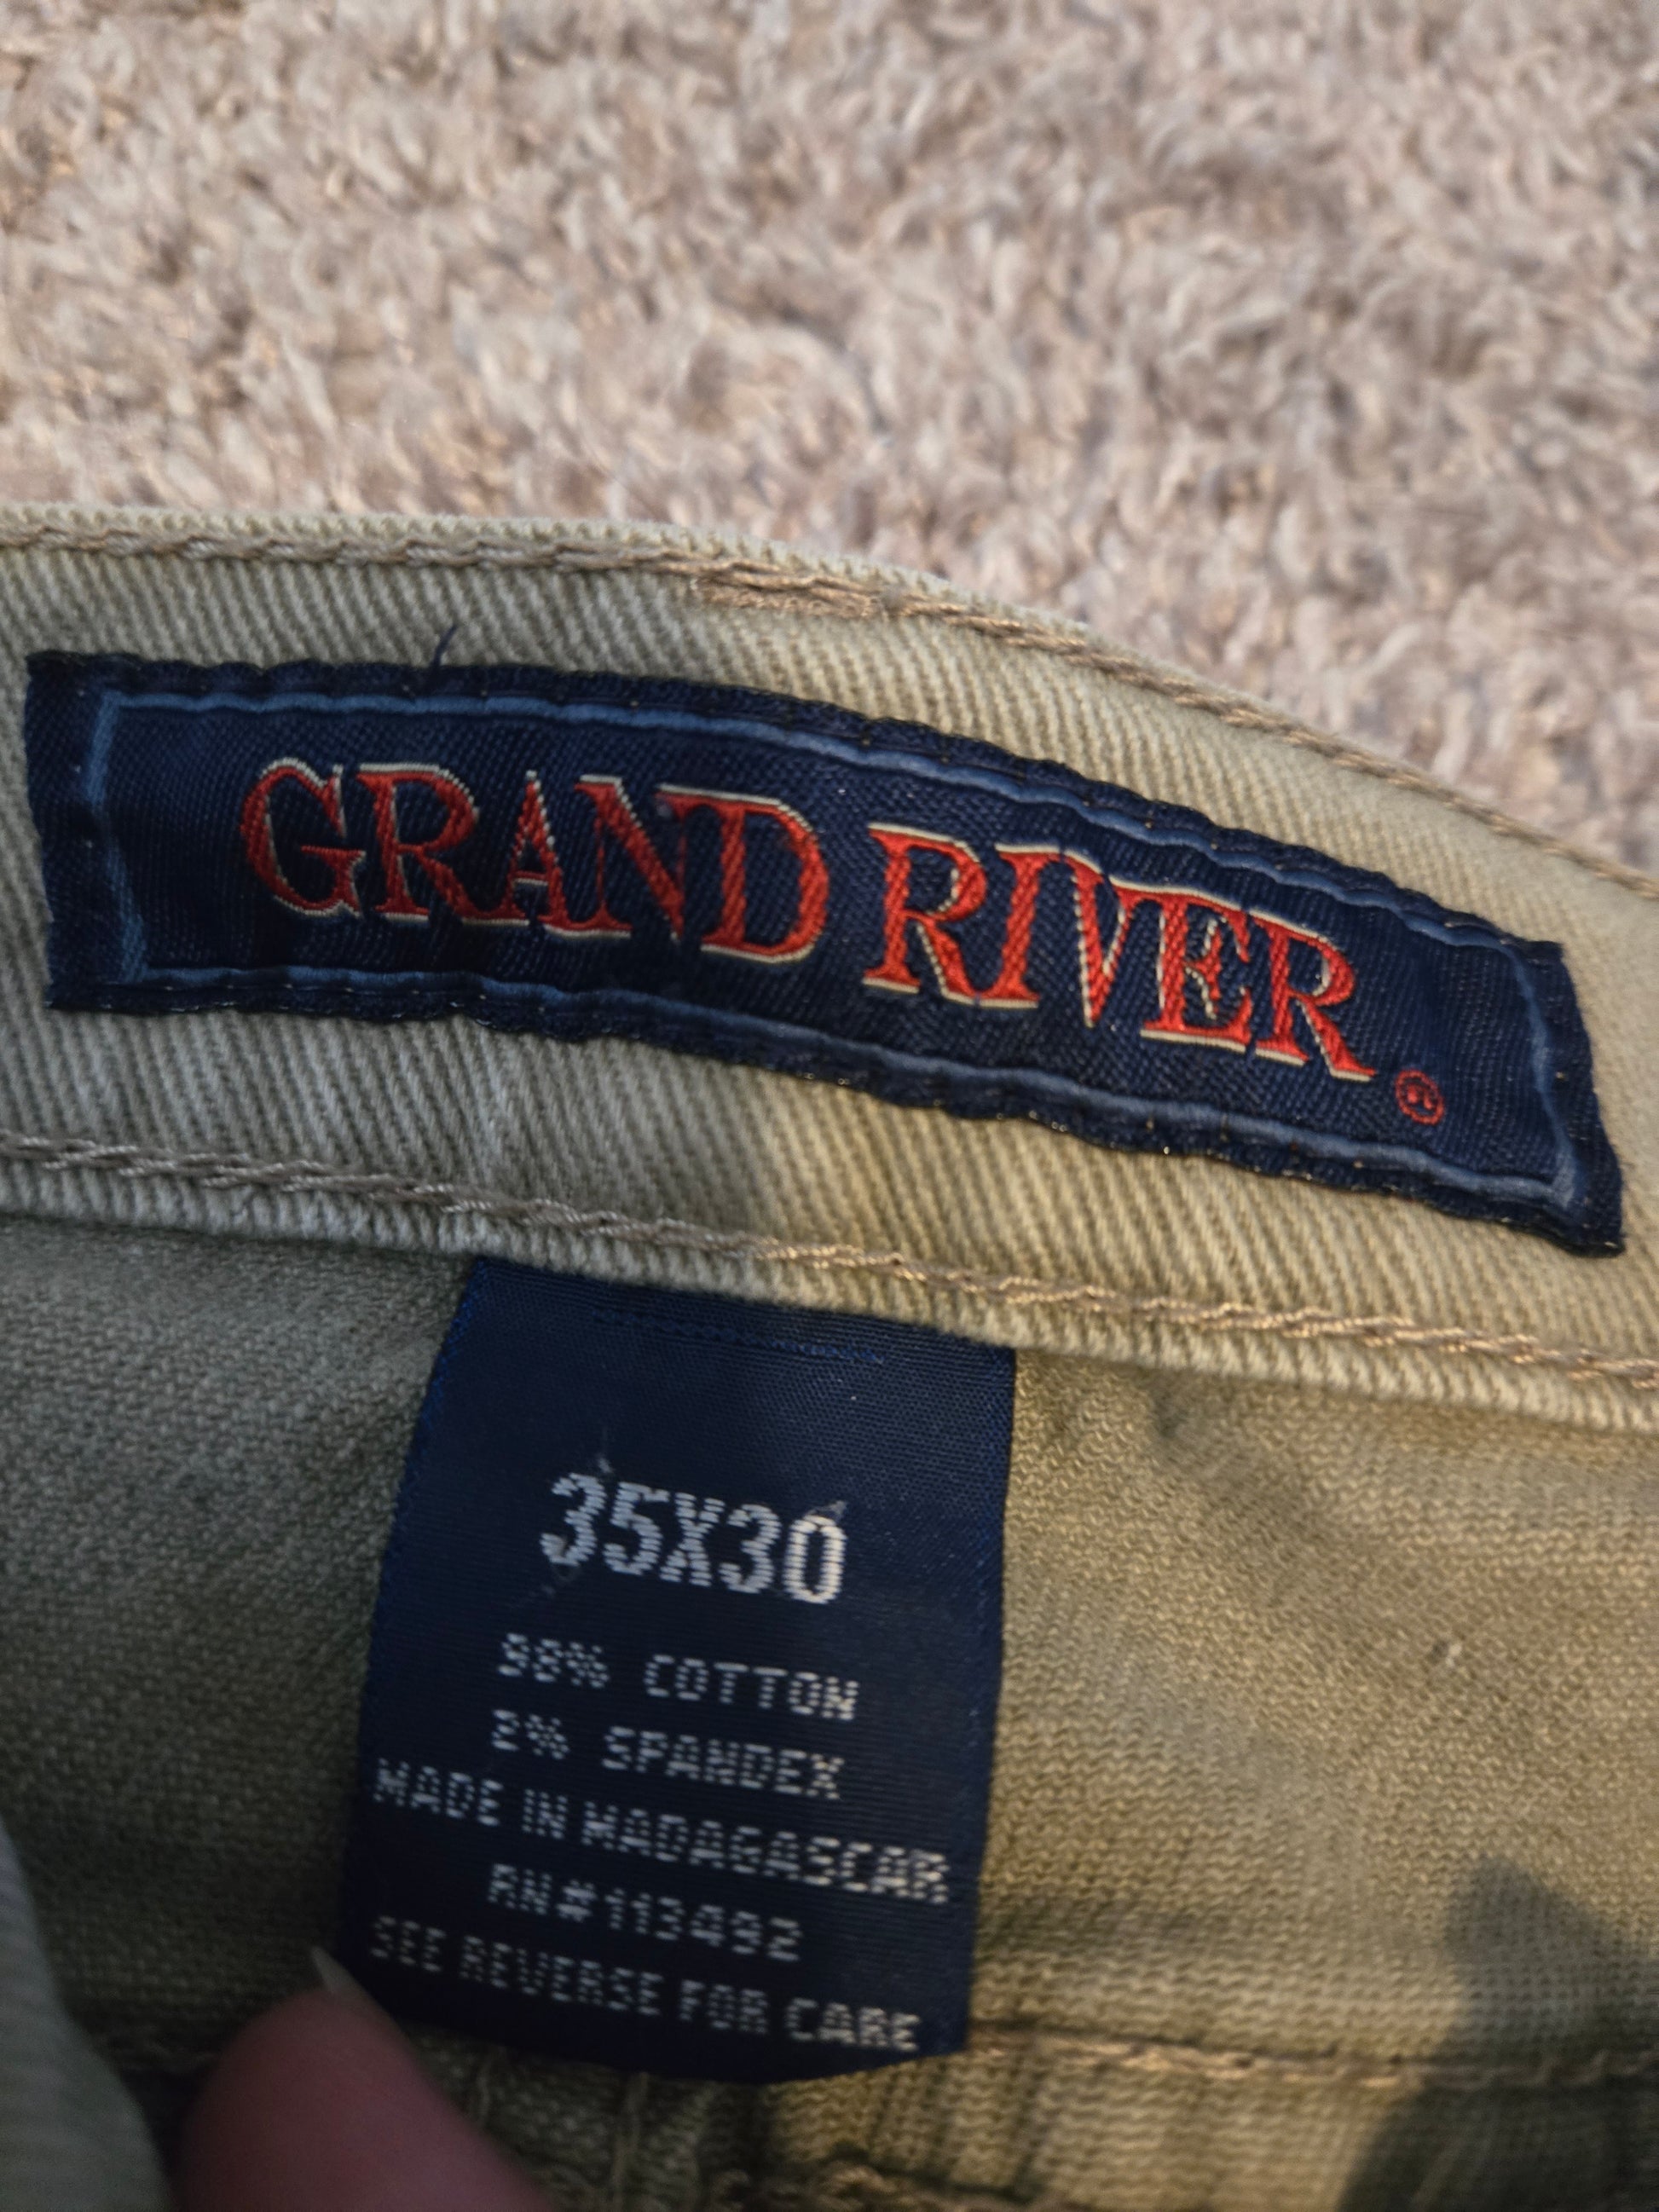 GRAND RIVER®
35X30
98% COTTON
2% SPANDEX
MADE IN MADAGASCAR
RN#113492
SEE REVERSE FOR CARE